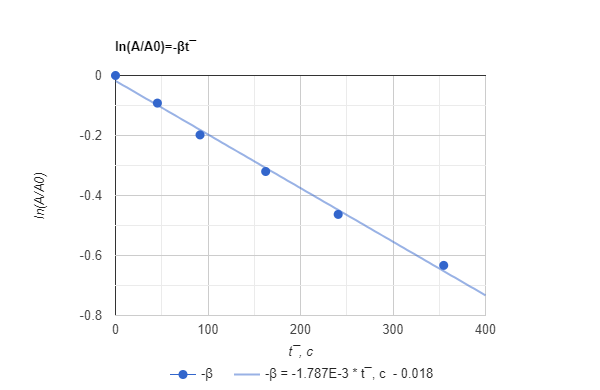 ln(A/A0)=-βt‾
0
-0.2
-0.4
-0.6
-0.8
ln(A/A0)
0 100 200 300 400
t‾, c
-β -β = -1.787E-3 * t‾, c - 0.018